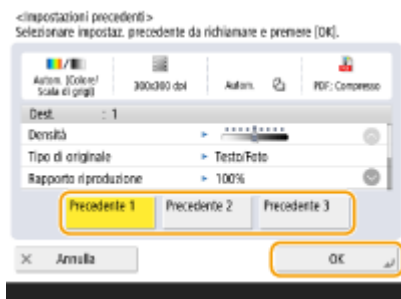 <Impostazioni precedenti>
Selezionare impostaz. precedente da richiamare e premere [OK].
Autom. (Colore/
Scala di grigi)
300x300 dpi
Autom.
PDF; Compresso
Dest. : 1
Densità
Tipo di originale ▸ Testo/Foto
Rapporto riproduzione ▸ 100%
Precedente 1 Precedente 2 Precedente 3
× Annulla OK